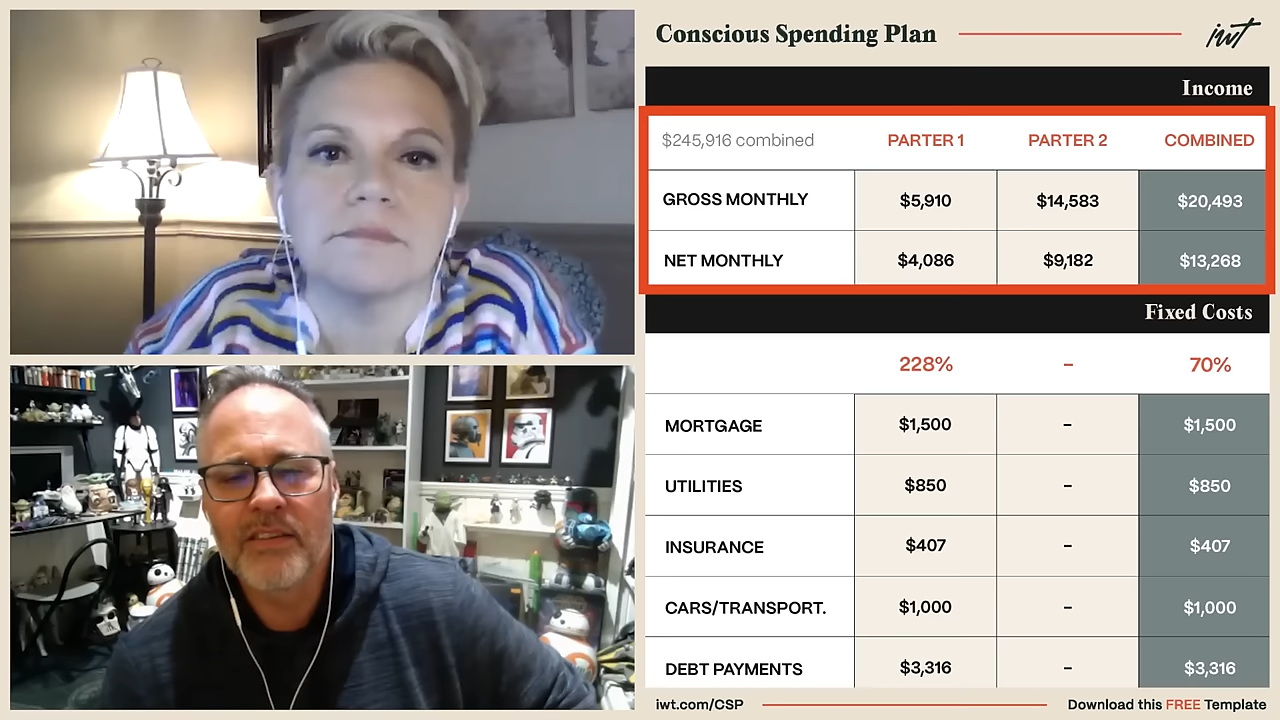 Conscious Spending Plan
iwt
Income
$245,916 combined PARTER 1 PARTER 2 COMBINED
GROSS MONTHLY $5,910 $14,583 $20,493
NET MONTHLY $4,086 $9,182 $13,268
Fixed Costs
228% – 70%
MORTGAGE $1,500 – $1,500
UTILITIES $850 – $850
INSURANCE $407 – $407
CARS/TRANSPORT. $1,000 – $1,000
DEBT PAYMENTS $3,316 – $3,316
iwt.com/CSP Download this FREE Template